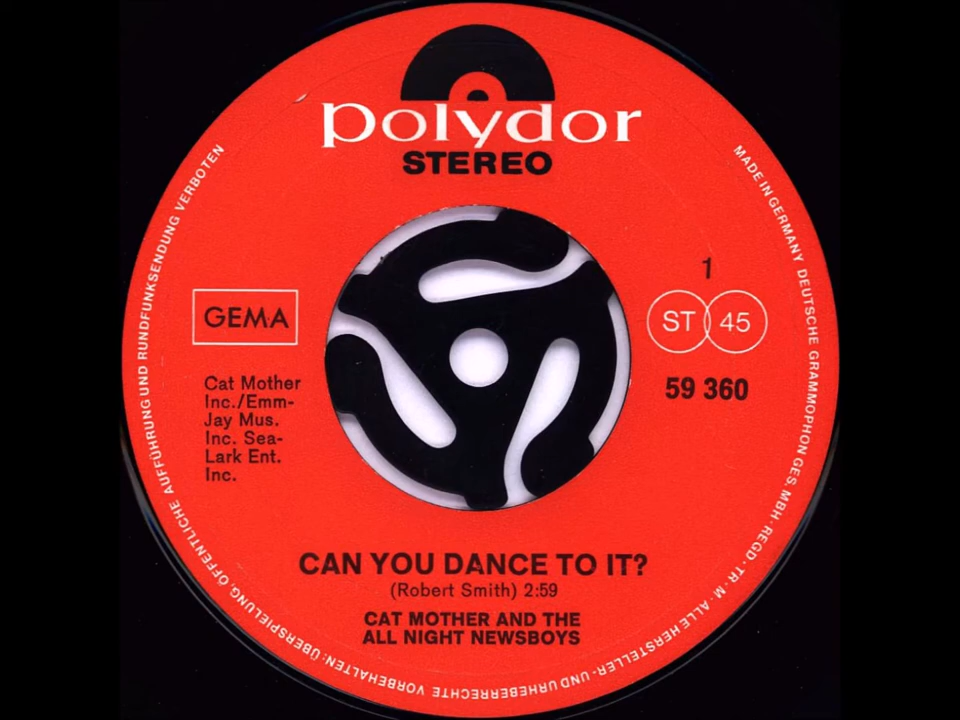 polydor
STEREO
GEMA
1
ST 45
59 360
Cat Mother
Inc./Emm-
Jay Mus.
Inc. Sea-
Lark Ent.
Inc.
CAN YOU DANCE TO IT?
(Robert Smith) 2:59
CAT MOTHER AND THE
ALL NIGHT NEWSBOYS
MADE IN GERMANY DEUTSCHE GRAMMOPHON GES. MBH · REGD · TR · M · ALLE HERSTELLER- UND URHEBERRECHTE VORBEHALTEN: ÜBERSPIELUNG, ÖFFENTLICHE AUFFÜHRUNG UND RUNDFUNKSENDUNG VERBOTEN